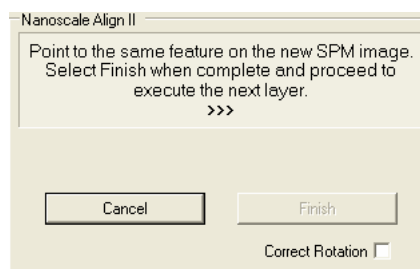 Nanoscale Align II
Point to the same feature on the new SPM image.
Select Finish when complete and proceed to
execute the next layer.
>>>
Cancel
Finish
Correct Rotation